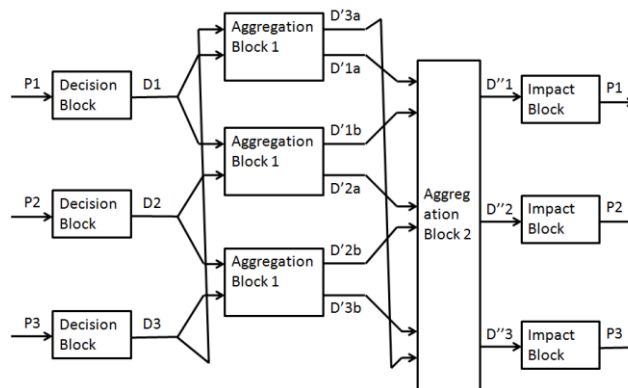 P1
Decision
Block
D1
Aggregation
Block 1
D'3a
D'1a
D''1
Impact
Block
P1
P2
Decision
Block
D2
Aggregation
Block 1
D'1b
D'2a
Aggreg
ation
Block 2
D''2
Impact
Block
P2
P3
Decision
Block
D3
Aggregation
Block 1
D'2b
D'3b
D''3
Impact
Block
P3